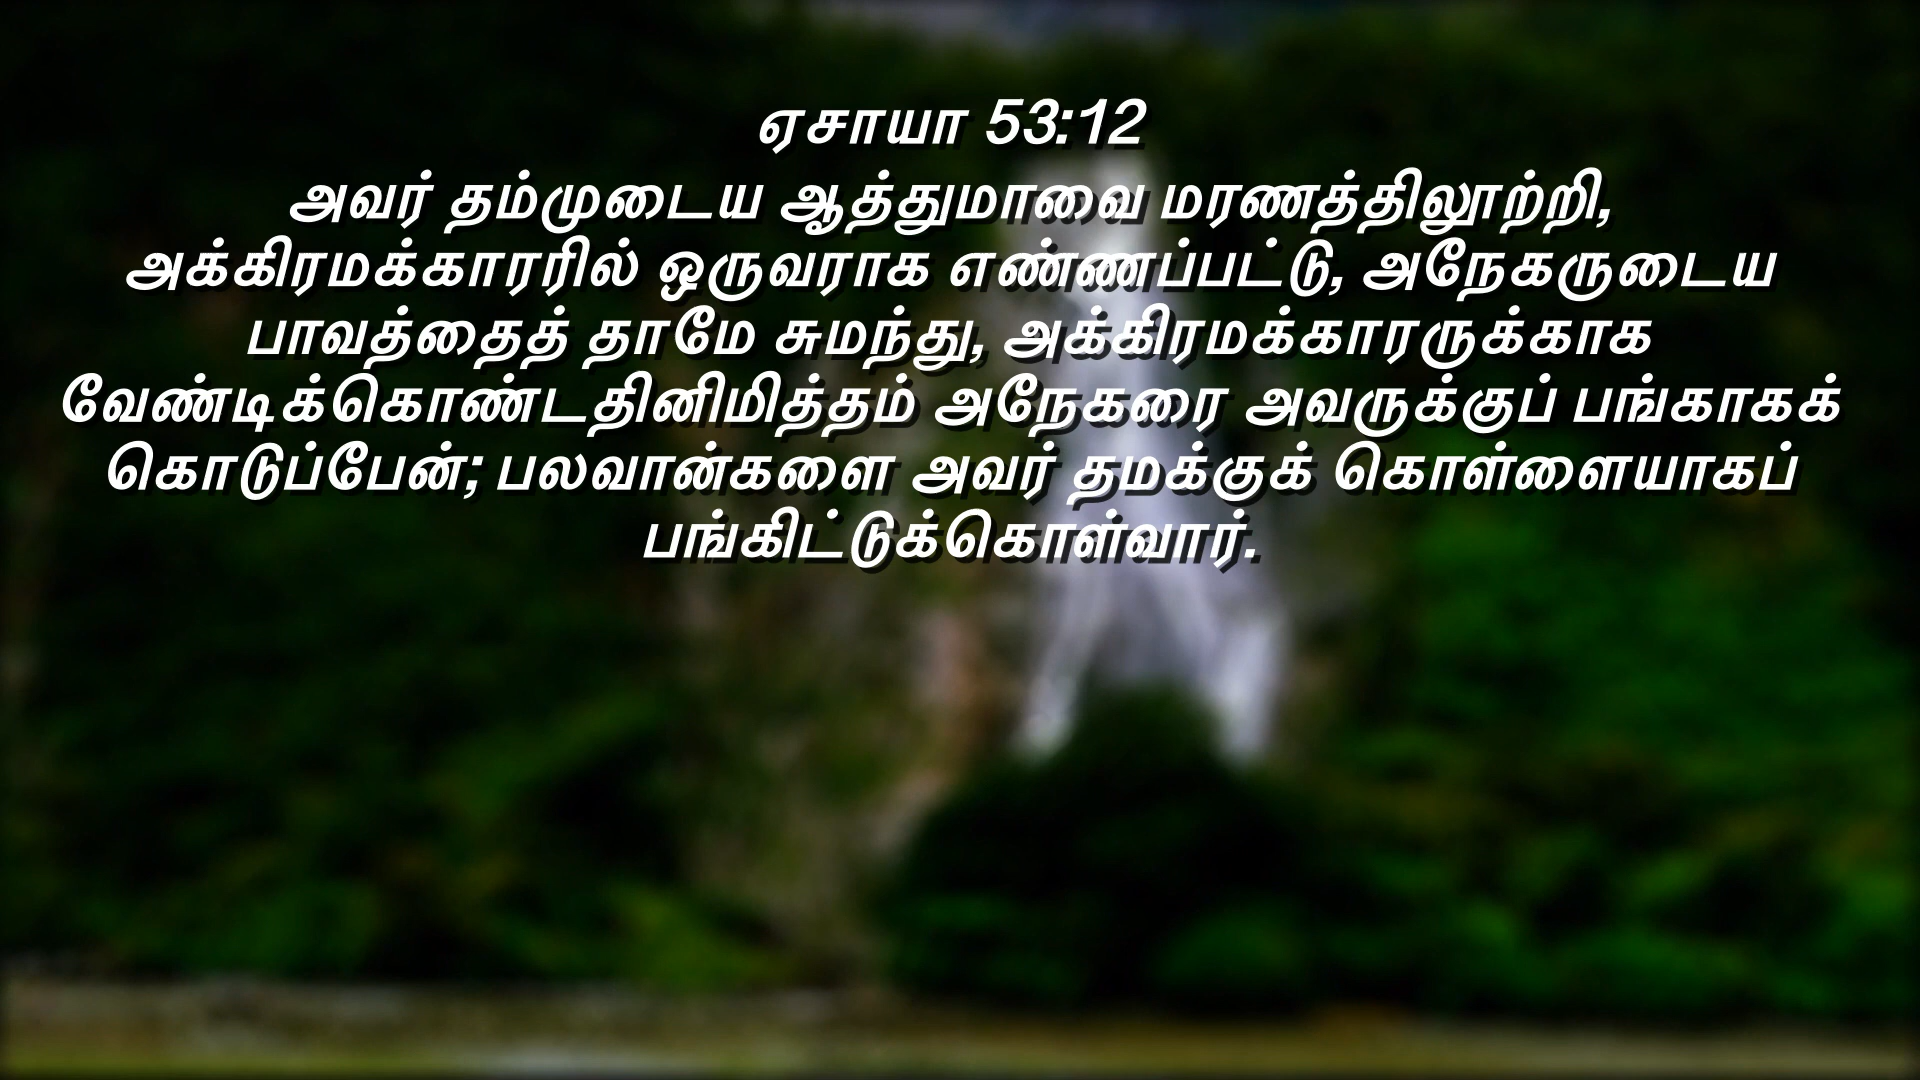 ஏசாயா 53:12
அவர் தம்முடைய ஆத்துமாவை மரணத்திலூற்றி,
அக்கிரமக்காரரில் ஒருவராக எண்ணப்பட்டு, அநேகருடைய
பாவத்தைத் தாமே சுமந்து, அக்கிரமக்காரருக்காக
வேண்டிக்கொண்டதினிமித்தம் அநேகரை அவருக்குப் பங்காகக்
கொடுப்பேன்; பலவான்களை அவர் தமக்குக் கொள்ளையாகப்
பங்கிட்டுக்கொள்வார்.